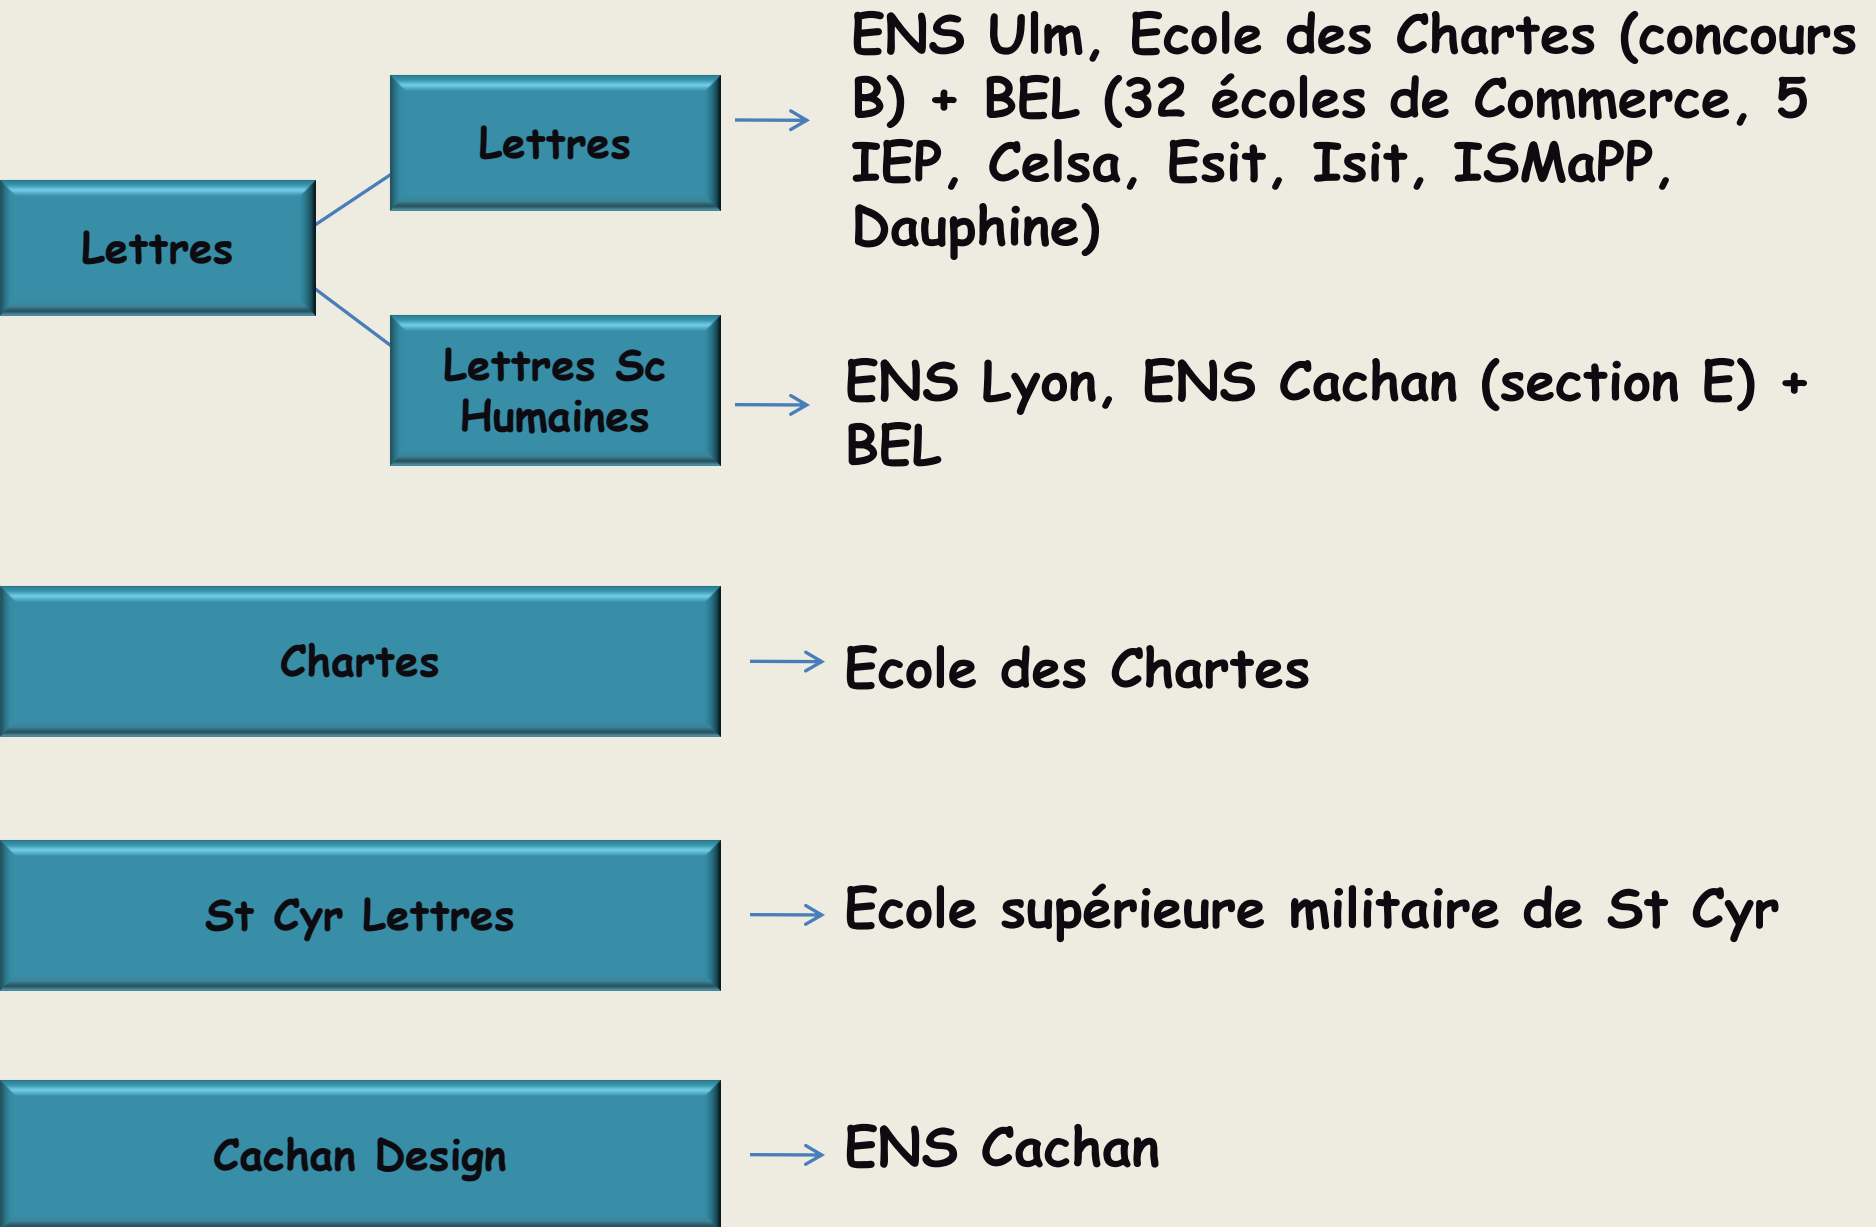 Lettres
Lettres
ENS Ulm, Ecole des Chartes (concours
B) + BEL (32 écoles de Commerce, 5
IEP, Celsa, Esit, Isit, ISMaPP,
Dauphine)
Lettres Sc
Humaines
ENS Lyon, ENS Cachan (section E) +
BEL
Chartes
Ecole des Chartes
St Cyr Lettres
Ecole supérieure militaire de St Cyr
Cachan Design
ENS Cachan